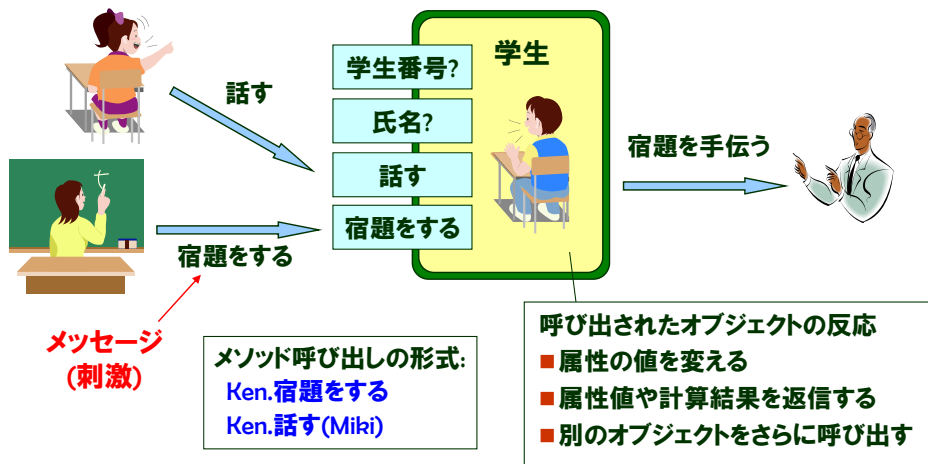 学生
学生番号?
氏名?
話す
宿題をする
話す
宿題をする
宿題を手伝う
メッセージ
(刺激)
メソッド呼び出しの形式:
Ken.宿題をする
Ken.話す(Miki)
呼び出されたオブジェクトの反応
■属性の値を変える
■属性値や計算結果を返信する
■別のオブジェクトをさらに呼び出す